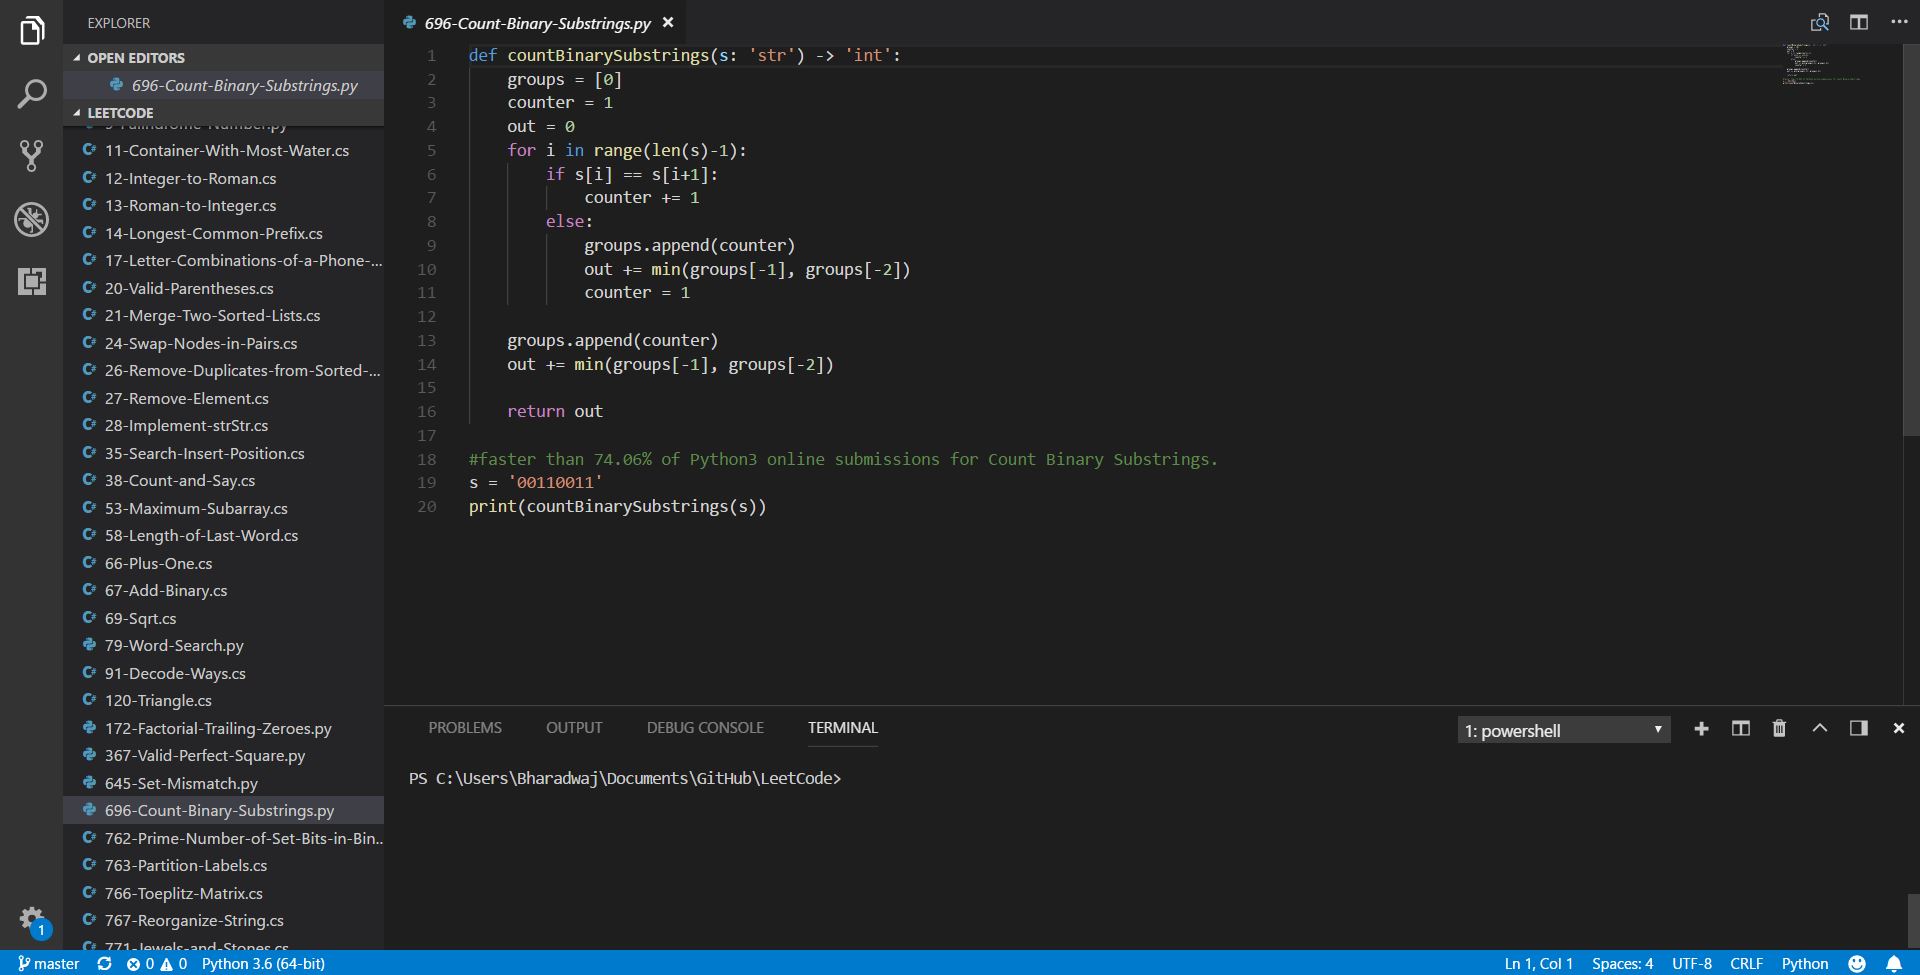 EXPLORER
OPEN EDITORS
696-Count-Binary-Substrings.py
LEETCODE
11-Container-With-Most-Water.cs
12-Integer-to-Roman.cs
13-Roman-to-Integer.cs
14-Longest-Common-Prefix.cs
17-Letter-Combinations-of-a-Phone-...
20-Valid-Parentheses.cs
21-Merge-Two-Sorted-Lists.cs
24-Swap-Nodes-in-Pairs.cs
26-Remove-Duplicates-from-Sorted-...
27-Remove-Element.cs
28-Implement-strStr.cs
35-Search-Insert-Position.cs
38-Count-and-Say.cs
53-Maximum-Subarray.cs
58-Length-of-Last-Word.cs
66-Plus-One.cs
67-Add-Binary.cs
69-Sqrt.cs
79-Word-Search.py
91-Decode-Ways.cs
120-Triangle.cs
172-Factorial-Trailing-Zeroes.py
367-Valid-Perfect-Square.py
645-Set-Mismatch.py
696-Count-Binary-Substrings.py
762-Prime-Number-of-Set-Bits-in-Bin...
763-Partition-Labels.cs
766-Toeplitz-Matrix.cs
767-Reorganize-String.cs
771-Jewels-and-Stones.cs
696-Count-Binary-Substrings.py
1 def countBinarySubstrings(s: 'str') -> 'int':
2 groups = [0]
3 counter = 1
4 out = 0
5 for i in range(len(s)-1):
6 if s[i] == s[i+1]:
7 counter += 1
8 else:
9 groups.append(counter)
10 out += min(groups[-1], groups[-2])
11 counter = 1
12
13 groups.append(counter)
14 out += min(groups[-1], groups[-2])
15
16 return out
17
18 #faster than 74.06% of Python3 online submissions for Count Binary Substrings.
19 s = '00110011'
20 print(countBinarySubstrings(s))
PROBLEMS OUTPUT DEBUG CONSOLE TERMINAL 1: powershell
PS C:\Users\Bharadwaj\Documents\GitHub\LeetCode>
1
master 0 0 Python 3.6 (64-bit) Ln 1, Col 1 Spaces: 4 UTF-8 CRLF Python